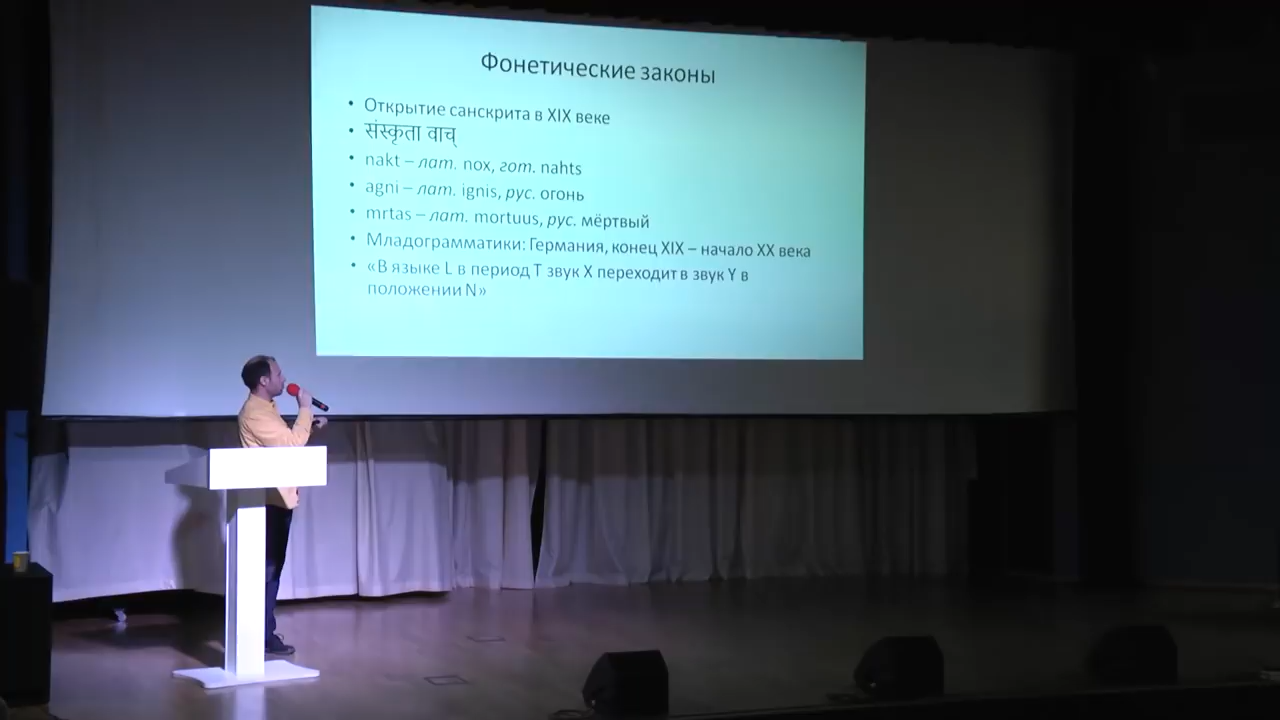 Фонетические законы
• Открытие санскрита в XIX веке
• संस्कृता वाच्
• nakt – лат. nox, гот. nahts
• agni – лат. ignis, рус. огонь
• mrtas – лат. mortuus, рус. мёртвый
• Младограмматики: Германия, конец XIX – начало XX века
• «В языке L в период T звук X переходит в звук Y в
положении N»